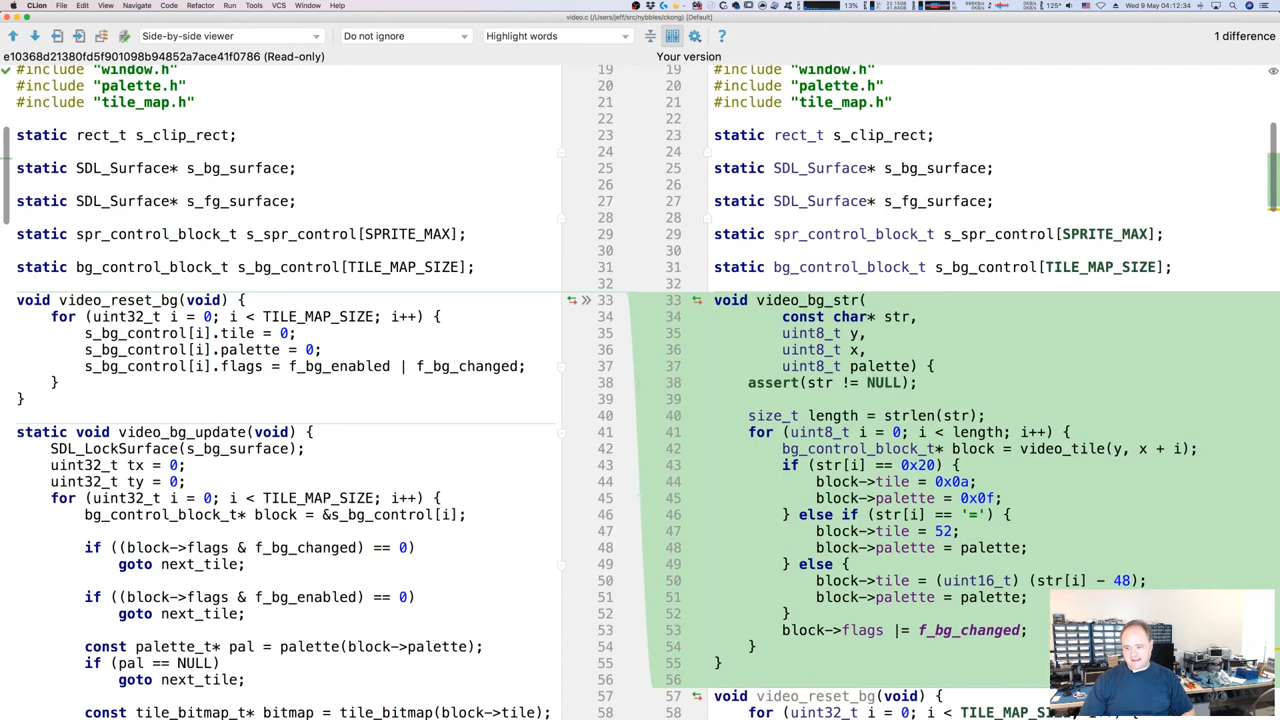 CLion File Edit View Navigate Code Refactor Run Tools VCS Window Help 13% 125° Wed 9 May 04:12:34
video.c (/Users/jeff/src/nybbles/ckong) [Default]
Side-by-side viewer Do not ignore Highlight words ? 1 difference
e10368d21380fd5f901098b94852a7ace41f0786 (Read-only) Your version
#include "window.h" 19 19 #include "window.h"
#include "palette.h" 20 20 #include "palette.h"
#include "tile_map.h" 21 21 #include "tile_map.h"
22 22
static rect_t s_clip_rect; 23 23 static rect_t s_clip_rect;
24 24
static SDL_Surface* s_bg_surface; 25 25 static SDL_Surface* s_bg_surface;
26 26
static SDL_Surface* s_fg_surface; 27 27 static SDL_Surface* s_fg_surface;
28 28
static spr_control_block_t s_spr_control[SPRITE_MAX]; 29 29 static spr_control_block_t s_spr_control[SPRITE_MAX];
30 30
static bg_control_block_t s_bg_control[TILE_MAP_SIZE]; 31 31 static bg_control_block_t s_bg_control[TILE_MAP_SIZE];
32 32
void video_reset_bg(void) { 33 33 void video_bg_str(
for (uint32_t i = 0; i < TILE_MAP_SIZE; i++) { 34 34 const char* str,
s_bg_control[i].tile = 0; 35 35 uint8_t y,
s_bg_control[i].palette = 0; 36 36 uint8_t x,
s_bg_control[i].flags = f_bg_enabled | f_bg_changed; 37 37 uint8_t palette) {
} 38 38 assert(str != NULL);
} 39 39
40 40 size_t length = strlen(str);
static void video_bg_update(void) { 41 41 for (uint8_t i = 0; i < length; i++) {
SDL_LockSurface(s_bg_surface); 42 42 bg_control_block_t* block = video_tile(y, x + i);
uint32_t tx = 0; 43 43 if (str[i] == 0x20) {
uint32_t ty = 0; 44 44 block->tile = 0x0a;
for (uint32_t i = 0; i < TILE_MAP_SIZE; i++) { 45 45 block->palette = 0x0f;
bg_control_block_t* block = &s_bg_control[i]; 46 46 } else if (str[i] == '=') {
47 47 block->tile = 52;
if ((block->flags & f_bg_changed) == 0) 48 48 block->palette = palette;
goto next_tile; 49 49 } else {
50 50 block->tile = (uint16_t) (str[i] - 48);
if ((block->flags & f_bg_enabled) == 0) 51 51 block->palette = palette;
goto next_tile; 52 52 }
53 53 block->flags |= f_bg_changed;
const palette_t* pal = palette(block->palette); 54 54 }
if (pal == NULL) 55 55 }
goto next_tile; 56 56
57 57 void video_reset_bg(void) {
const tile_bitmap_t* bitmap = tile_bitmap(block->tile); 58 58 for (uint32_t i = 0; i < TILE_MAP_SIZE; i++) {